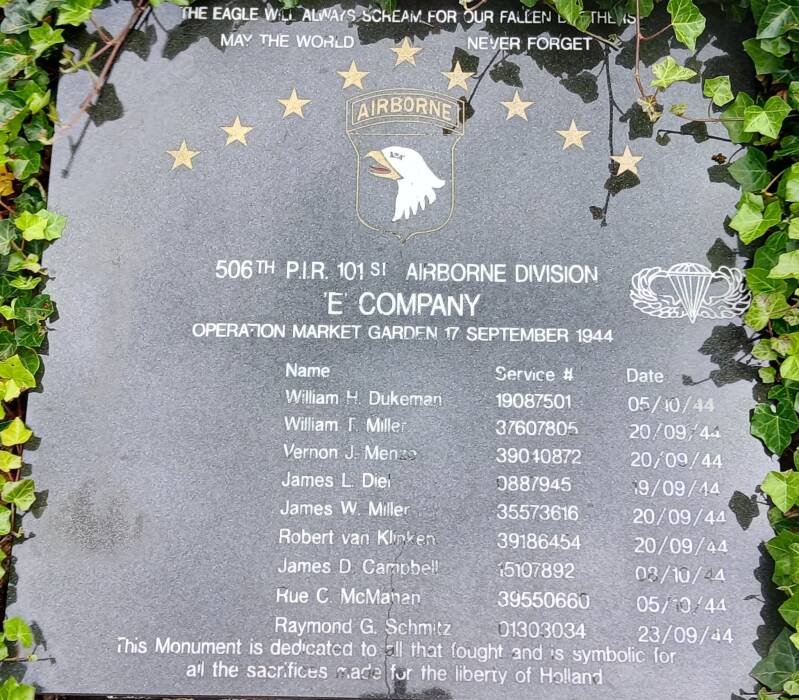 THE EAGLE WILL ALWAYS SCREAM FOR OUR FALLEN BROTHERS
MAY THE WORLD NEVER FORGET
AIRBORNE
506TH P.I.R. 101ST AIRBORNE DIVISION
'E' COMPANY
OPERATION MARKET GARDEN 17 SEPTEMBER 1944
Name Service # Date
William H. Dukeman 19087501 05/10/44
William T. Miller 37607805 20/09/44
Vernon J. Menze 39040872 20/09/44
James L. Diel 0887945 19/09/44
James W. Miller 35573616 20/09/44
Robert van Klinken 39186454 20/09/44
James D. Campbell 15107892 08/10/44
Rue C. McMahan 39550660 05/10/44
Raymond G. Schmitz 01303034 23/09/44
This Monument is dedicated to all that fought and is symbolic for
all the sacrifices made for the liberty of Holland